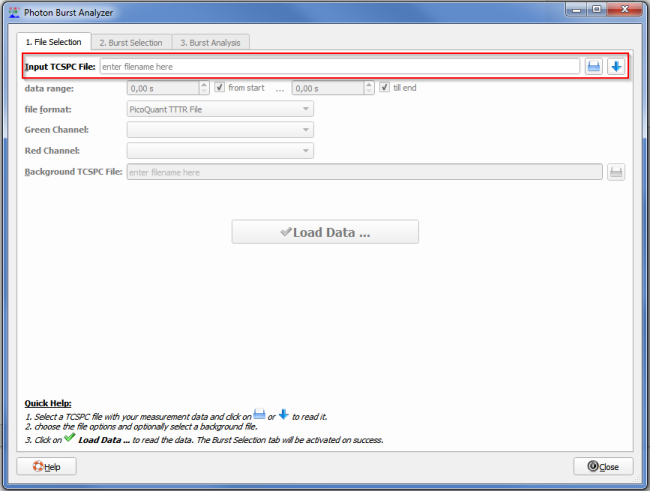 Photon Burst Analyzer
1. File Selection 2. Burst Selection 3. Burst Analysis
Input TCSPC File: enter filename here
data range: 0,00 s from start ... 0,00 s till end
file format: PicoQuant TTTR File
Green Channel:
Red Channel:
Background TCSPC File: enter filename here
Load Data ...
Quick Help:
1. Select a TCSPC file with your measurement data and click on or to read it.
2. choose the file options and optionally select a background file.
3. Click on Load Data ... to read the data. The Burst Selection tab will be activated on success.
Help Close